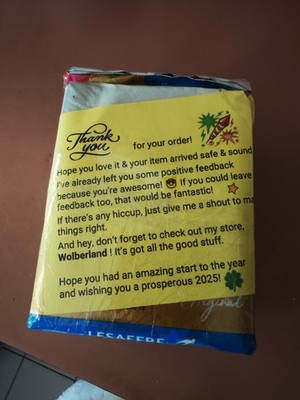 Thank
you
for your order!
Hope you love it & your item arrived safe & sound
I've already left you some positive feedback
because you're awesome! 😎 If you could leave
feedback too, that would be fantastic!
If there's any hiccup, just give me a shout to ma
things right.
And hey, don't forget to check out my store,
Wolberland ! It's got all the good stuff.
Hope you had an amazing start to the year
and wishing you a prosperous 2025! 🍀
Original
LESAFFRE